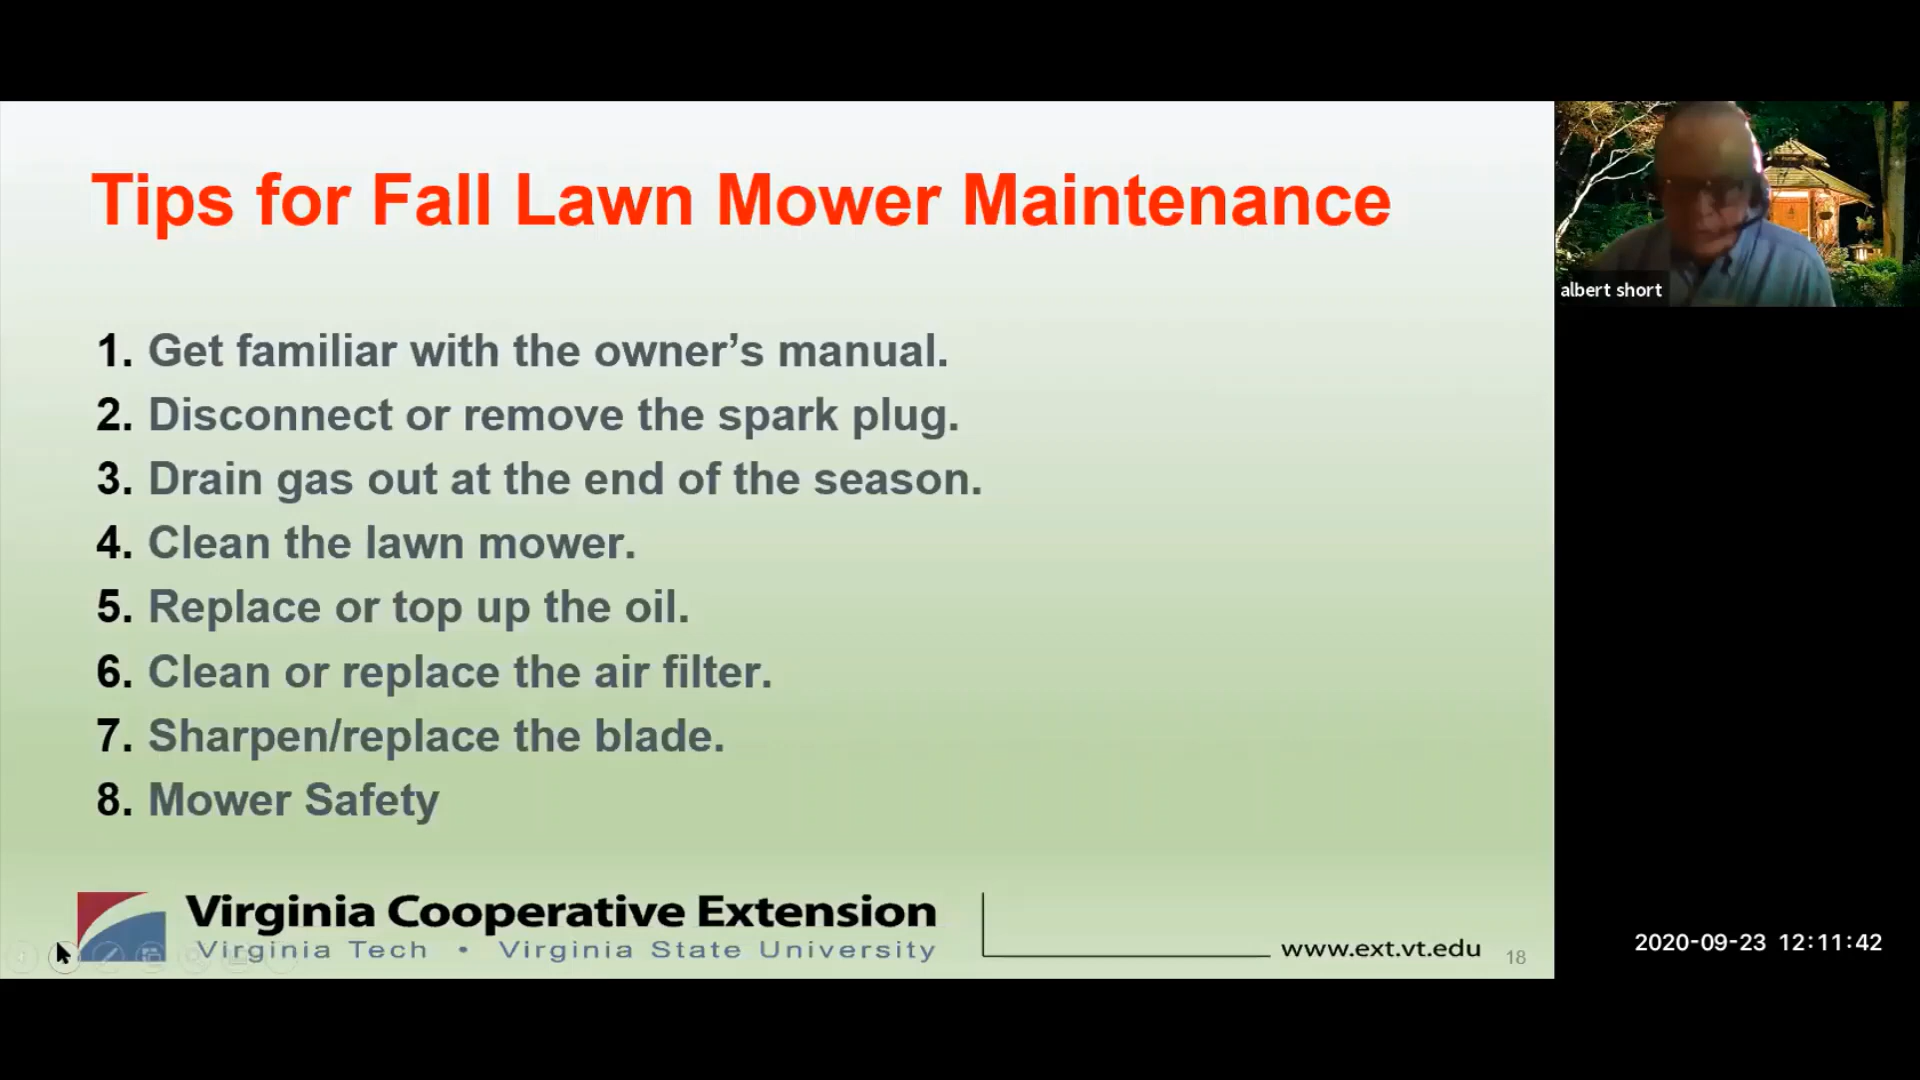 Tips for Fall Lawn Mower Maintenance
1. Get familiar with the owner’s manual.
2. Disconnect or remove the spark plug.
3. Drain gas out at the end of the season.
4. Clean the lawn mower.
5. Replace or top up the oil.
6. Clean or replace the air filter.
7. Sharpen/replace the blade.
8. Mower Safety
Virginia Cooperative Extension
Virginia Tech • Virginia State University
www.ext.vt.edu
18
albert short
2020-09-23 12:11:42